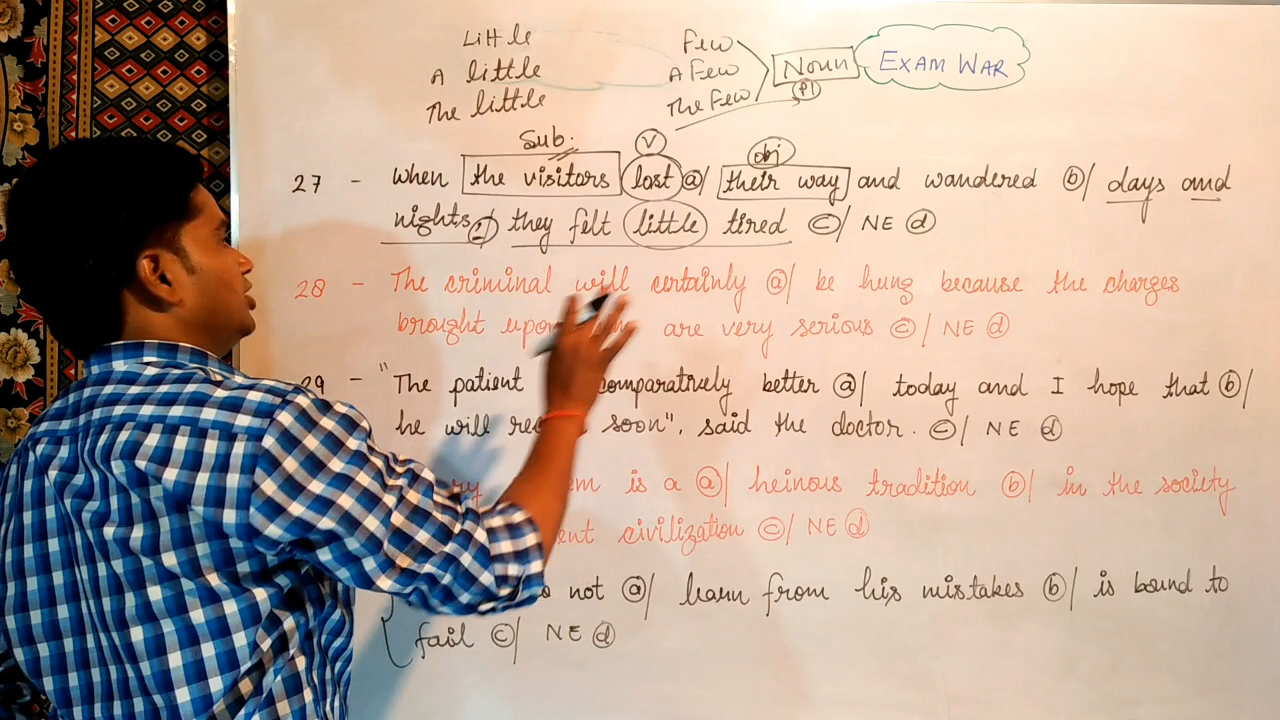 Little
A little
The little
Few
A Few
The Few
Noun
Pl
EXAM WAR
Sub.
V
obj
27 - when the visitors lost (a)/ their way and wandered (b)/ days and
nights, they felt little tired (c)/ NE (d)
28 - The criminal will certainly (a)/ be hung because the charges
brought upon are very serious (c)/ NE (d)
29 - "The patient comparatively better (a)/ today and I hope that (b)/
he will soon", said the doctor. (c)/ NE (d)
is a (a)/ heinous tradition (b)/ in the society
civilization (c)/ NE (d)
not (a)/ learn from his mistakes (b)/ is bound to
fail (c)/ NE (d)